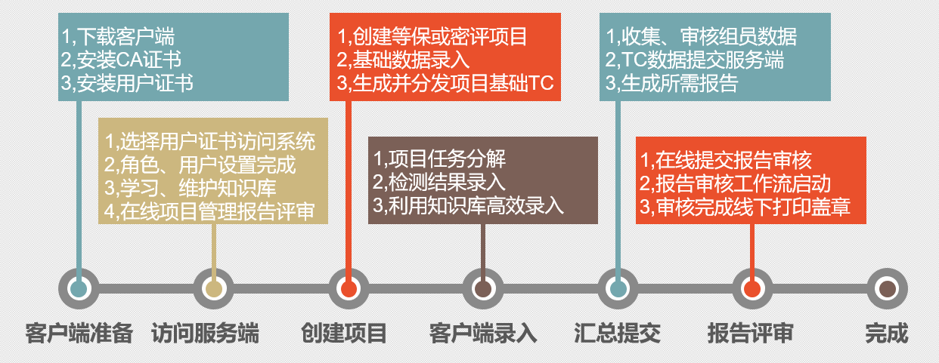 1,下载客户端
2,安装CA证书
3,安装用户证书
1,选择用户证书访问系统
2,角色、用户设置完成
3,学习、维护知识库
4,在线项目管理报告评审
1,创建等保或密评项目
2,基础数据录入
3,生成并分发项目基础TC
1,项目任务分解
2,检测结果录入
3,利用知识库高效录入
1,收集、审核组员数据
2,TC数据提交服务端
3,生成所需报告
1,在线提交报告审核
2,报告审核工作流启动
3,审核完成线下打印盖章
客户端准备
访问服务端
创建项目
客户端录入
汇总提交
报告评审
完成